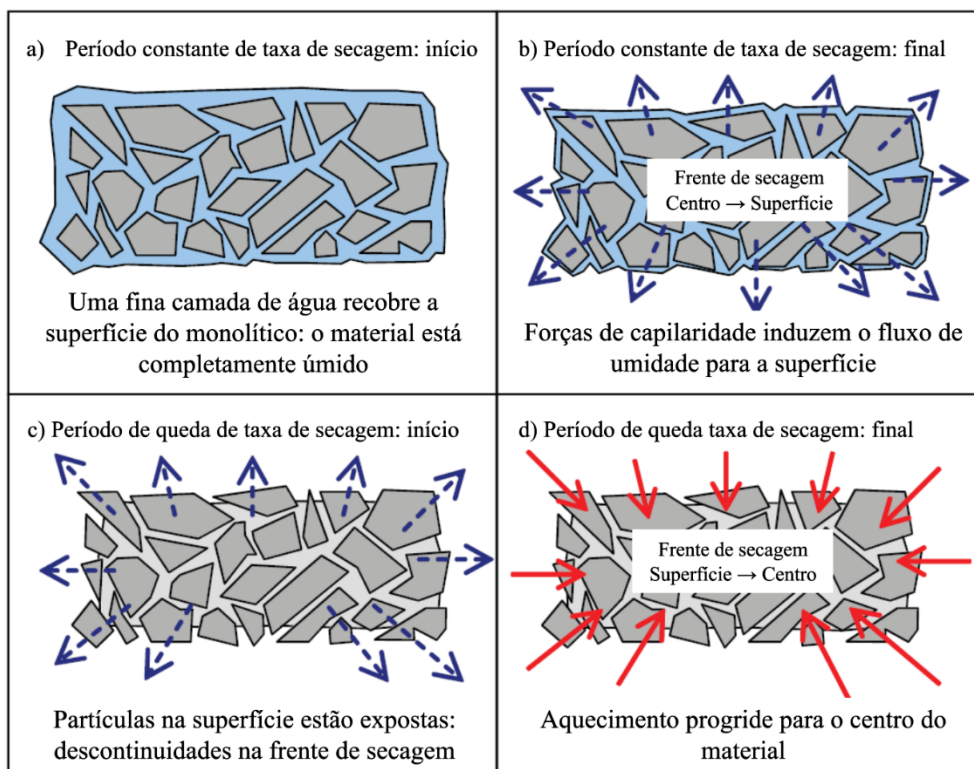 a) Período constante de taxa de secagem: início
Uma fina camada de água recobre a
superfície do monolítico: o material está
completamente úmido
b) Período constante de taxa de secagem: final
Frente de secagem
Centro → Superfície
Forças de capilaridade induzem o fluxo de
umidade para a superfície
c) Período de queda de taxa de secagem: início
Partículas na superfície estão expostas:
descontinuidades na frente de secagem
d) Período de queda taxa de secagem: final
Frente de secagem
Superfície → Centro
Aquecimento progride para o centro do
material